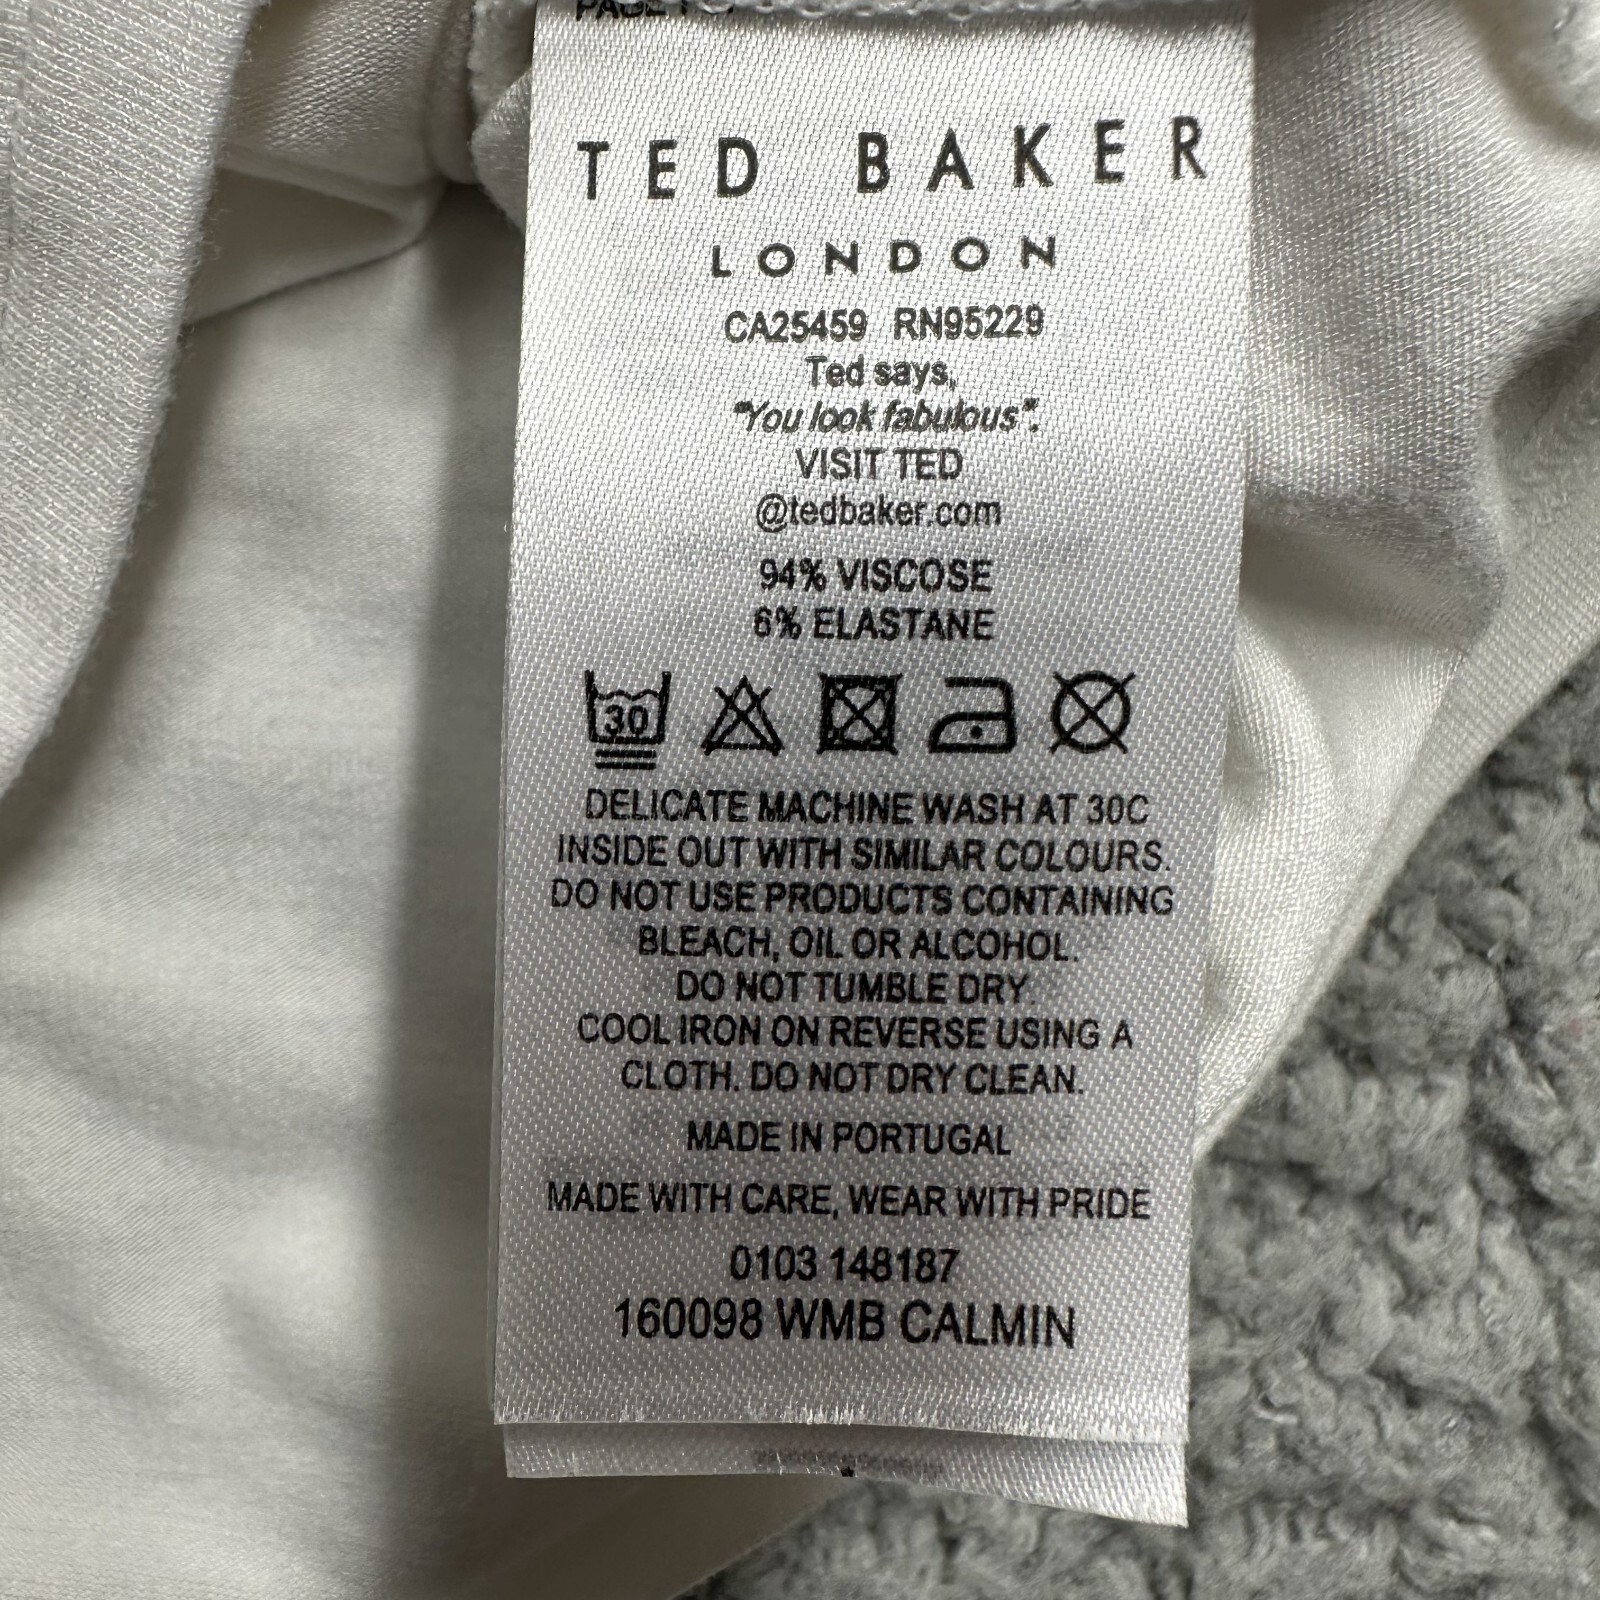 TED BAKER
LONDON
CA25459 RN95229
Ted says,
"You look fabulous".
VISIT TED
@tedbaker.com
94% VISCOSE
6% ELASTANE
30
DELICATE MACHINE WASH AT 30C
INSIDE OUT WITH SIMILAR COLOURS.
DO NOT USE PRODUCTS CONTAINING
BLEACH, OIL OR ALCOHOL.
DO NOT TUMBLE DRY.
COOL IRON ON REVERSE USING A
CLOTH. DO NOT DRY CLEAN.
MADE IN PORTUGAL
MADE WITH CARE, WEAR WITH PRIDE
0103 148187
160098 WMB CALMIN